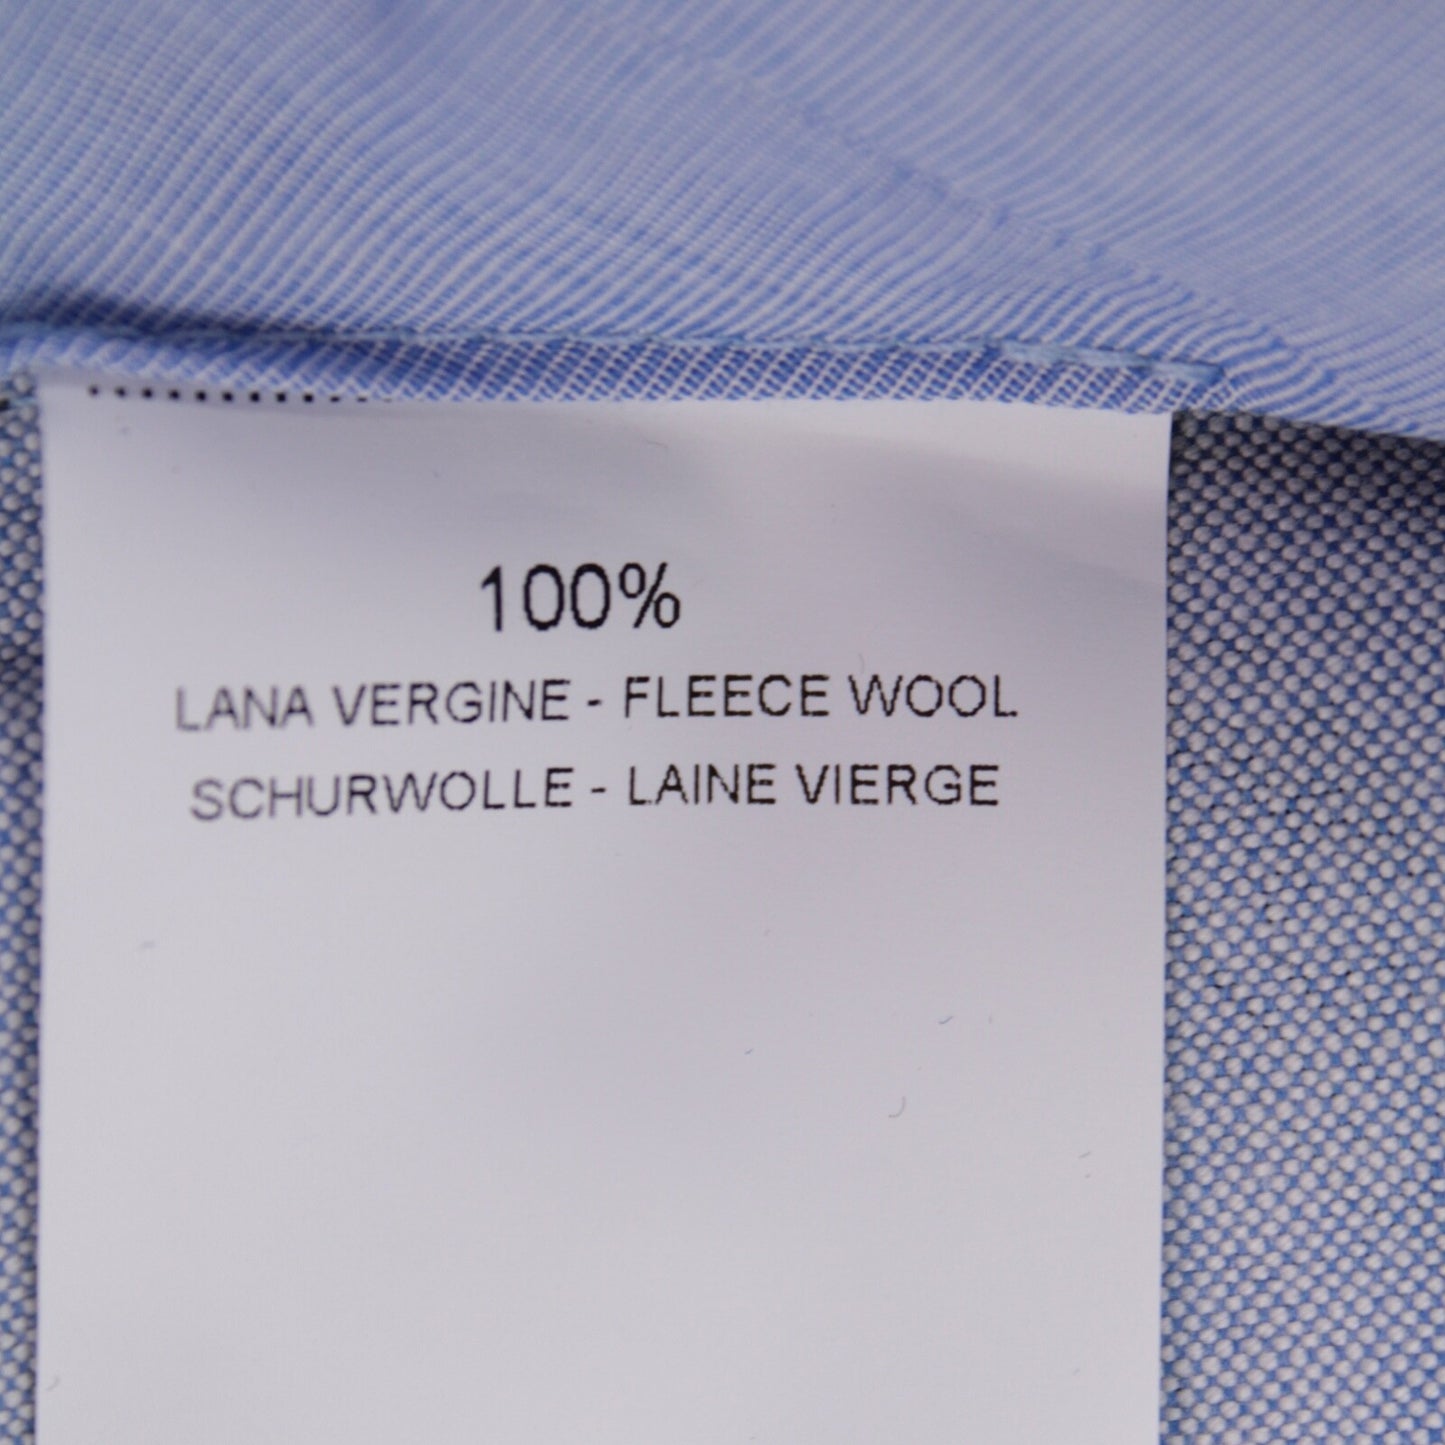 100%
LANA VERGINE - FLEECE WOOL
SCHURWOLLE - LAINE VIERGE